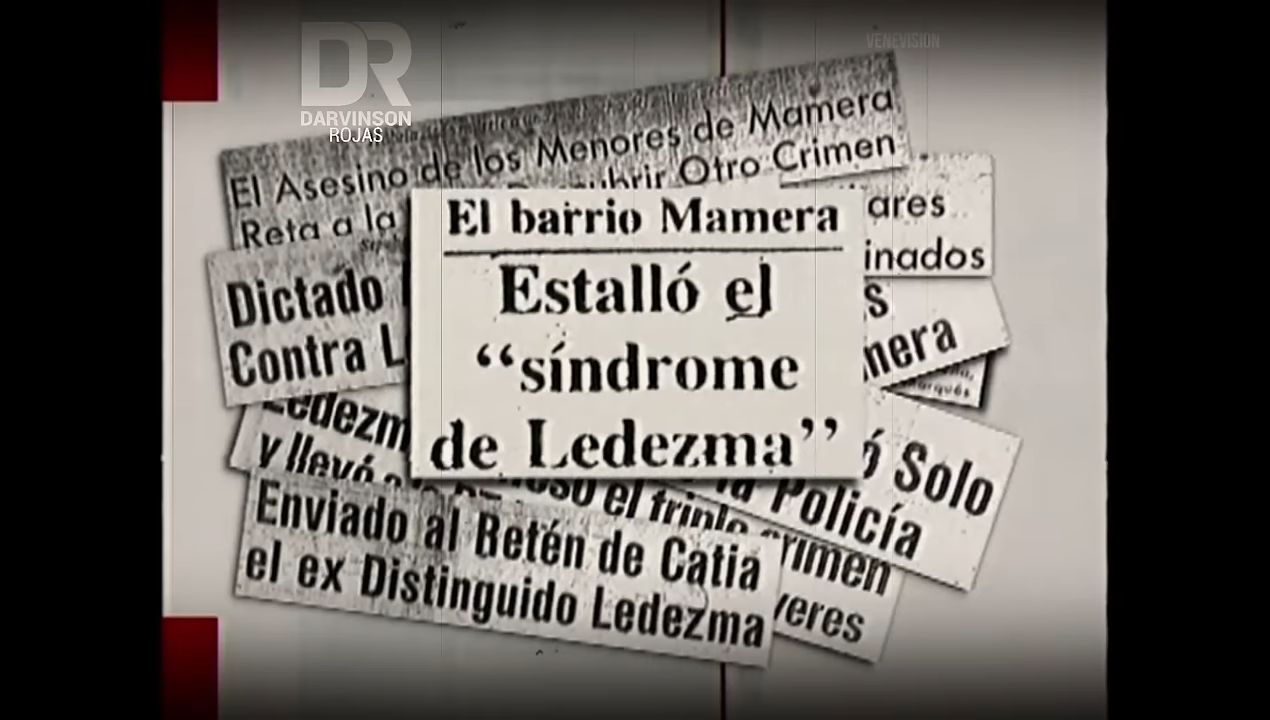 DR
DARVINSON
ROJAS
VENEVISION
El Asesino de los Menores de Mamera
Reta a la
Otro Crimen
El barrio Mamera
Estalló el
“síndrome
de Ledezma”
ares
inados
Dictado
Contra L
S
nera
Ledezm
y llevó
el triple crimen
ó Solo
la Policía
veres
Enviado al Retén de Catia
el ex Distinguido Ledezma